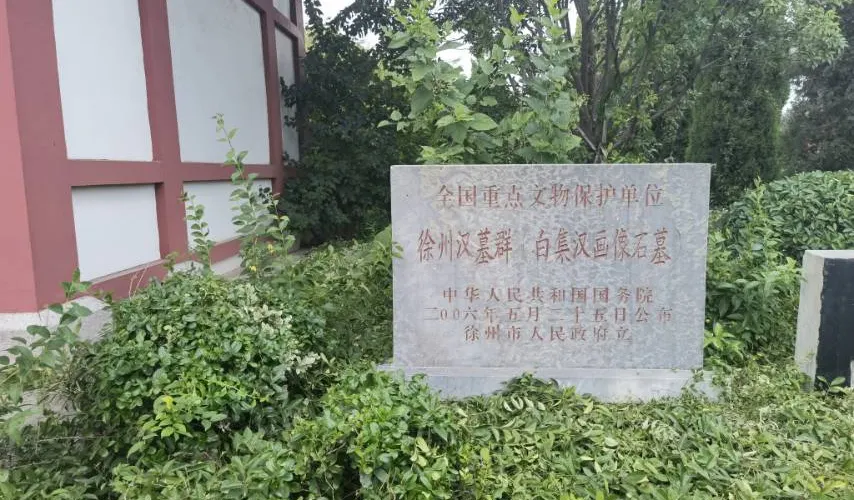 全国重点文物保护单位
徐州汉墓群（白集汉画像石墓）
中华人民共和国国务院
二〇〇六年五月二十五日公布
徐州市人民政府立